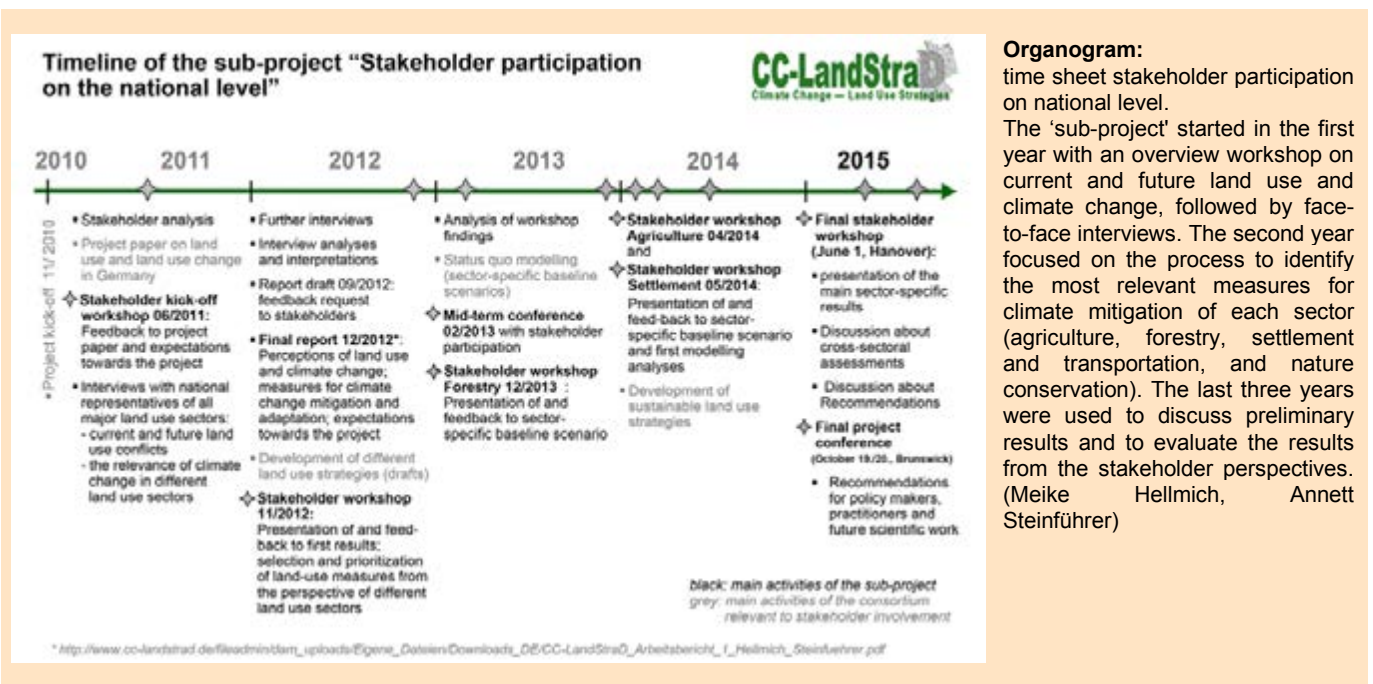 Timeline of the sub-project “Stakeholder participation
on the national level”
CC-LandStraD
Climate Change — Land Use Strategies
2010
2011
2012
2013
2014
2015
• Project kick-off 11/ 2010
• Stakeholder analysis
• Project paper on land
use and land use change
in Germany
Stakeholder kick-off
workshop 06/2011:
Feedback to project
paper and expectations
towards the project
• Interviews with national
representatives of all
major land use sectors:
- current and future land
use conflicts
- the relevance of climate
change in different
land use sectors
• Further interviews
• Interview analyses
and interpretations
• Report draft 09/2012:
feedback request
to stakeholders
• Final report 12/2012*:
Perceptions of land use
and climate change;
measures for climate
change mitigation and
adaptation; expectations
towards the project
• Development of different
land use strategies (drafts)
Stakeholder workshop
11/2012:
Presentation of and feed-
back to first results;
selection and prioritization
of land-use measures from
the perspective of different
land use sectors
• Analysis of workshop
findings
• Status quo modelling
(sector-specific baseline
scenarios)
Mid-term conference
02/2013 with stakeholder
participation
Stakeholder workshop
Forestry 12/2013 :
Presentation of and
feedback to sector-
specific baseline scenario
Stakeholder workshop
Agriculture 04/2014
and
Stakeholder workshop
Settlement 05/2014:
Presentation of and
feed-back to sector-
specific baseline scenario
and first modelling
analyses
• Development of
sustainable land use
strategies
Final stakeholder
workshop
(June 1, Hanover):
• presentation of the
main sector-specific
results
• Discussion about
cross-sectoral
assessments
• Discussion about
Recommendations
Final project
conference
(October 19./20., Brunswick)
• Recommendations
for policy makers,
practitioners and
future scientific work
black: main activities of the sub-project
grey: main activities of the consortium
relevant to stakeholder involvement
* http://www.cc-landstrad.de/fileadmin/dam_uploads/Eigene_Dateien/Downloads_DE/CC-LandStraD_Arbeitsbericht_1_Hellmich_Steinfuehrer.pdf
Organogram:
time sheet stakeholder participation
on national level.
The ‘sub-project' started in the first
year with an overview workshop on
current and future land use and
climate change, followed by face-
to-face interviews. The second year
focused on the process to identify
the most relevant measures for
climate mitigation of each sector
(agriculture, forestry, settlement
and transportation, and nature
conservation). The last three years
were used to discuss preliminary
results and to evaluate the results
from the stakeholder perspectives.
(Meike Hellmich, Annett
Steinführer)